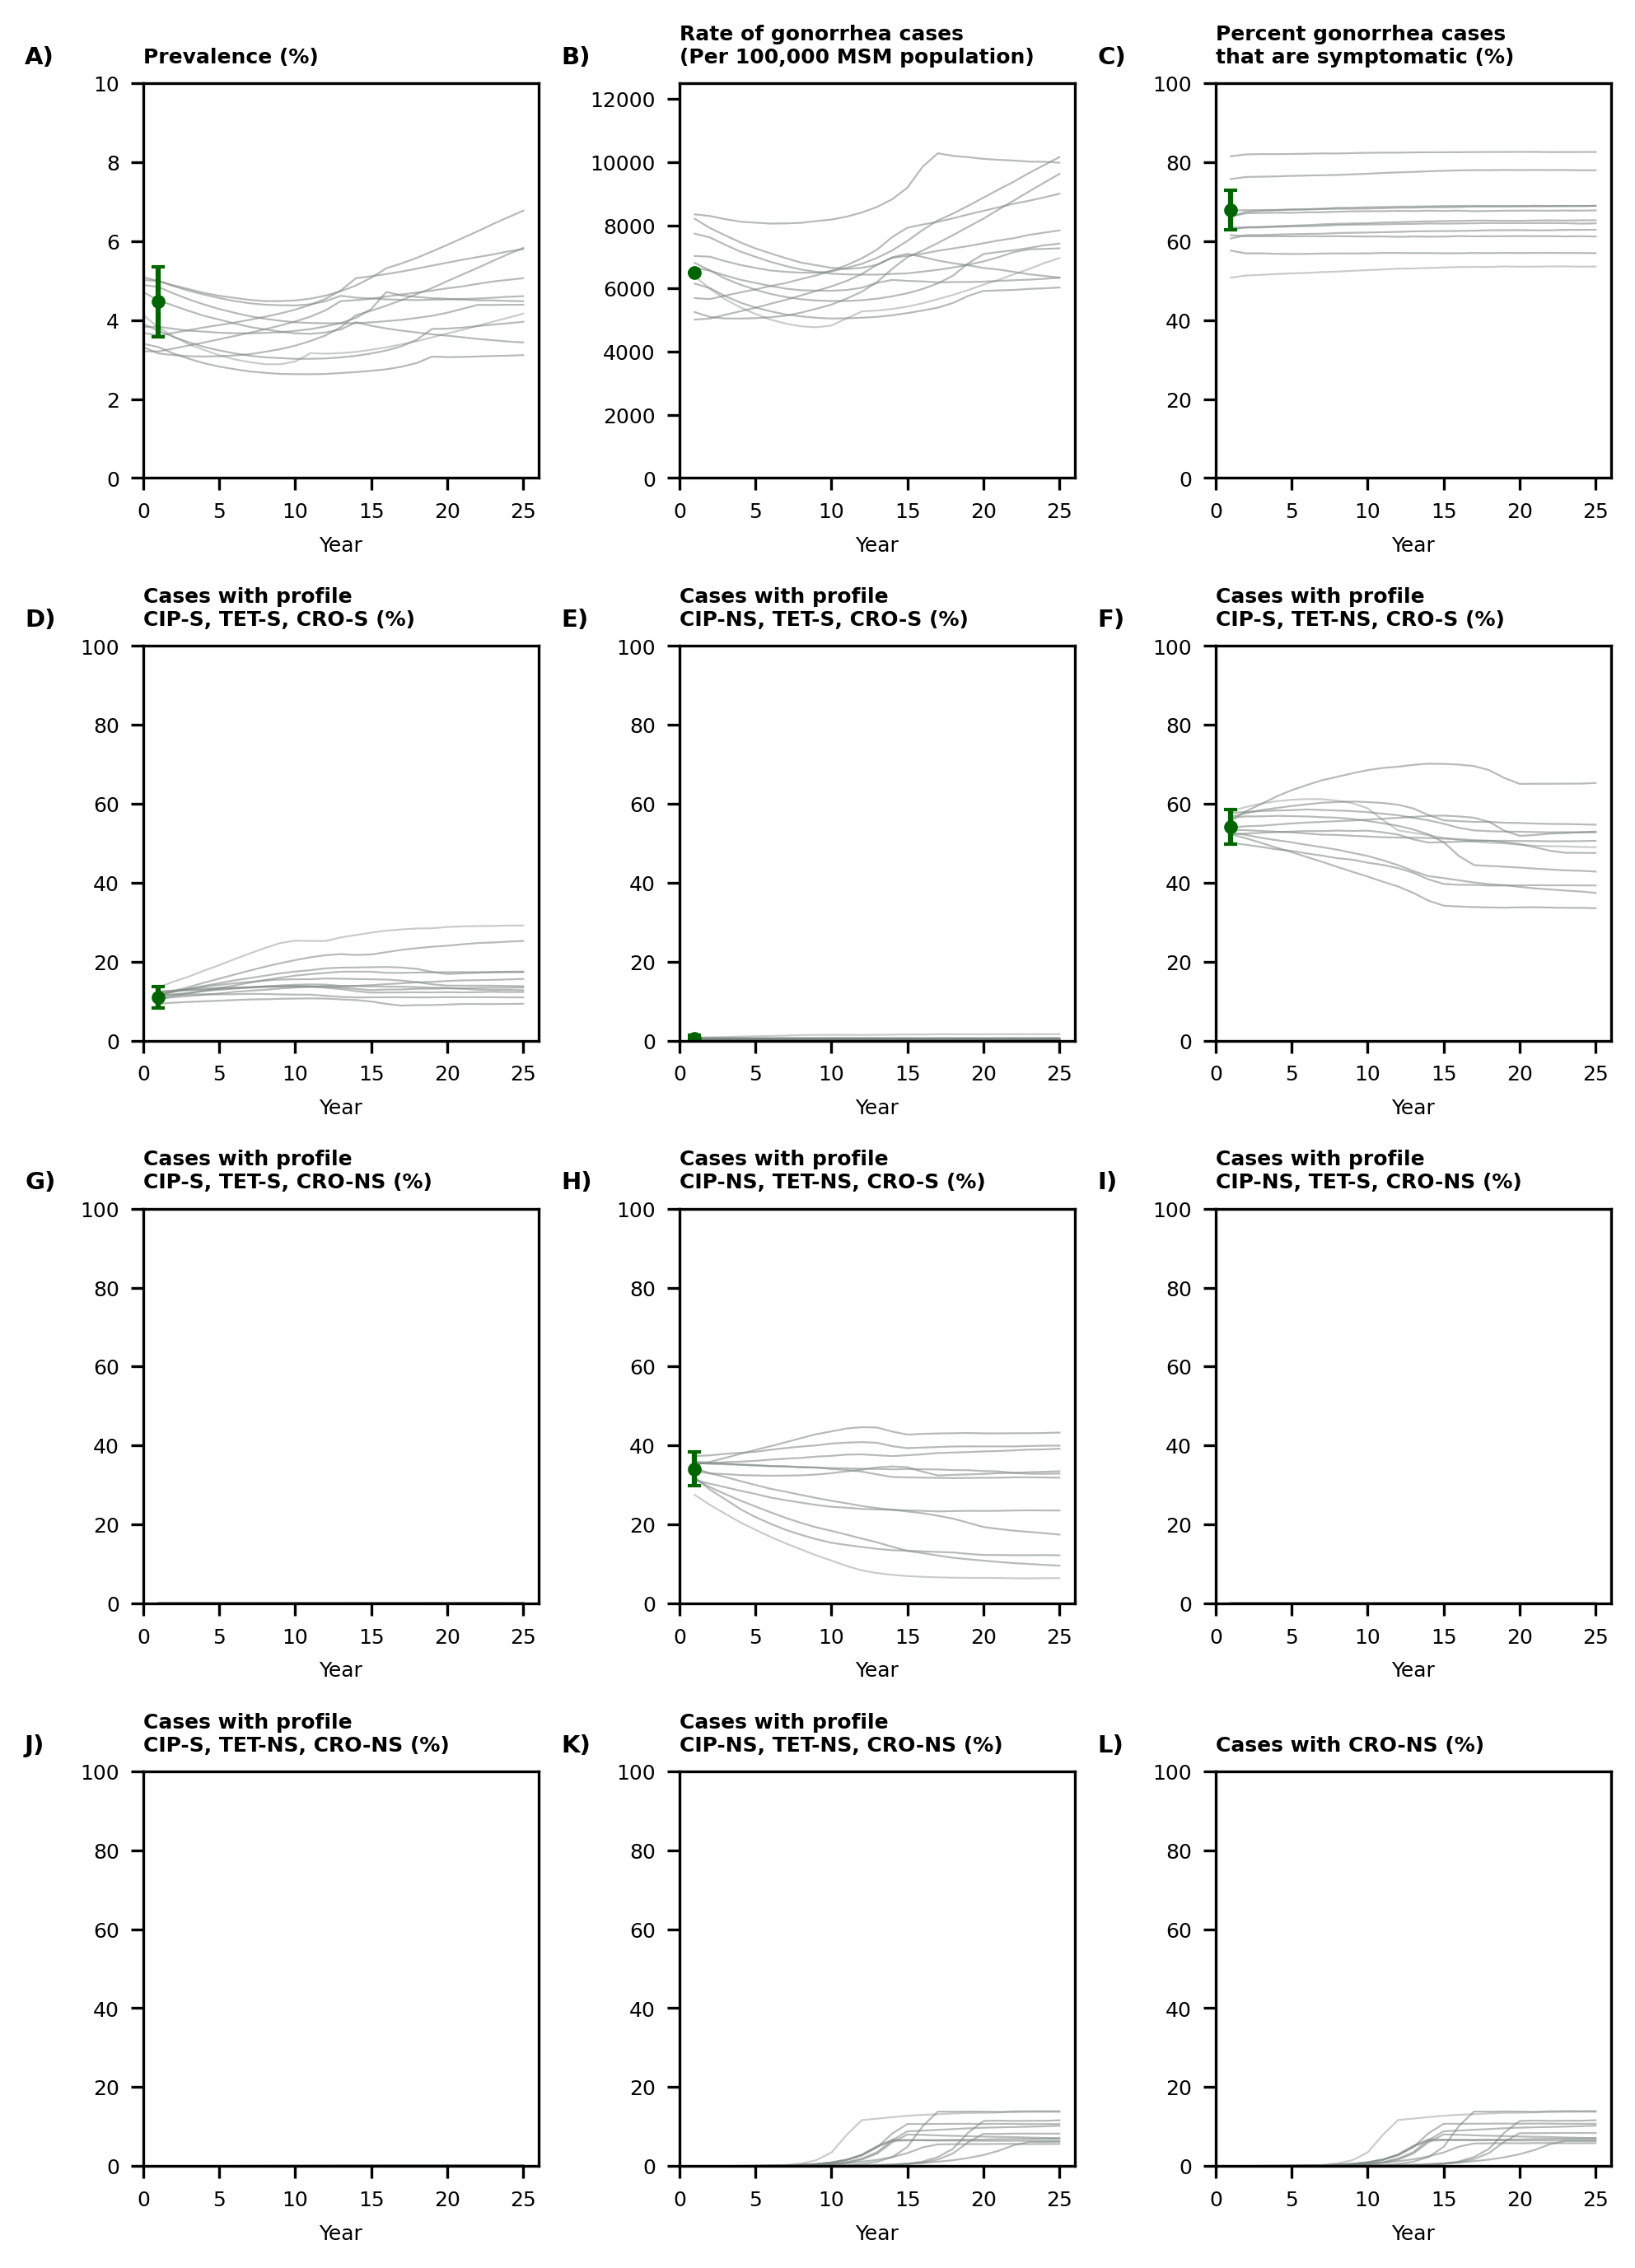 A)
Prevalence (%)
10
8
6
4
2
0
0 5 10 15 20 25
Year
B)
Rate of gonorrhea cases
(Per 100,000 MSM population)
12000
10000
8000
6000
4000
2000
0
0 5 10 15 20 25
Year
C)
Percent gonorrhea cases
that are symptomatic (%)
100
80
60
40
20
0
0 5 10 15 20 25
Year
D)
Cases with profile
CIP-S, TET-S, CRO-S (%)
100
80
60
40
20
0
0 5 10 15 20 25
Year
E)
Cases with profile
CIP-NS, TET-S, CRO-S (%)
100
80
60
40
20
0
0 5 10 15 20 25
Year
F)
Cases with profile
CIP-S, TET-NS, CRO-S (%)
100
80
60
40
20
0
0 5 10 15 20 25
Year
G)
Cases with profile
CIP-S, TET-S, CRO-NS (%)
100
80
60
40
20
0
0 5 10 15 20 25
Year
H)
Cases with profile
CIP-NS, TET-NS, CRO-S (%)
100
80
60
40
20
0
0 5 10 15 20 25
Year
I)
Cases with profile
CIP-NS, TET-S, CRO-NS (%)
100
80
60
40
20
0
0 5 10 15 20 25
Year
J)
Cases with profile
CIP-S, TET-NS, CRO-NS (%)
100
80
60
40
20
0
0 5 10 15 20 25
Year
K)
Cases with profile
CIP-NS, TET-NS, CRO-NS (%)
100
80
60
40
20
0
0 5 10 15 20 25
Year
L)
Cases with CRO-NS (%)
100
80
60
40
20
0
0 5 10 15 20 25
Year